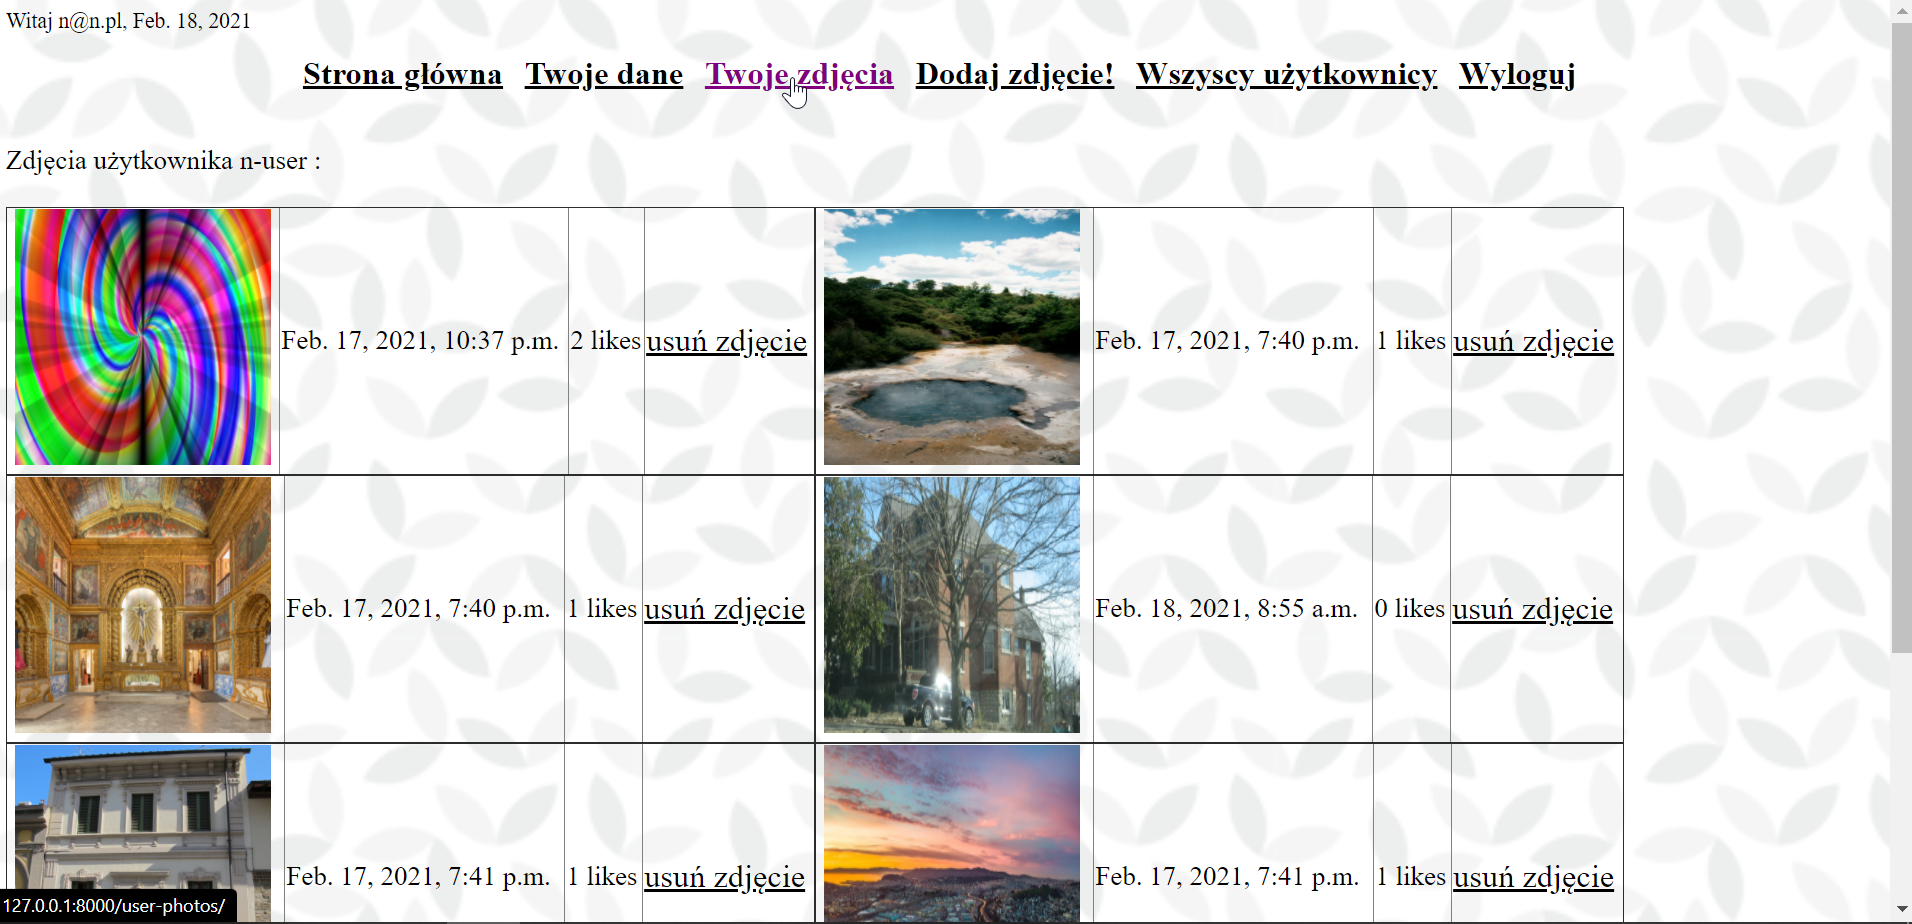 Witaj n@n.pl, Feb. 18, 2021
Strona główna Twoje dane Twoje zdjęcia Dodaj zdjęcie! Wszyscy użytkownicy Wyloguj
Zdjęcia użytkownika n-user :
Feb. 17, 2021, 10:37 p.m. 2 likes usuń zdjęcie Feb. 17, 2021, 7:40 p.m. 1 likes usuń zdjęcie
Feb. 17, 2021, 7:40 p.m. 1 likes usuń zdjęcie Feb. 18, 2021, 8:55 a.m. 0 likes usuń zdjęcie
Feb. 17, 2021, 7:41 p.m. 1 likes usuń zdjęcie Feb. 17, 2021, 7:41 p.m. 1 likes usuń zdjęcie
127.0.0.1:8000/user-photos/